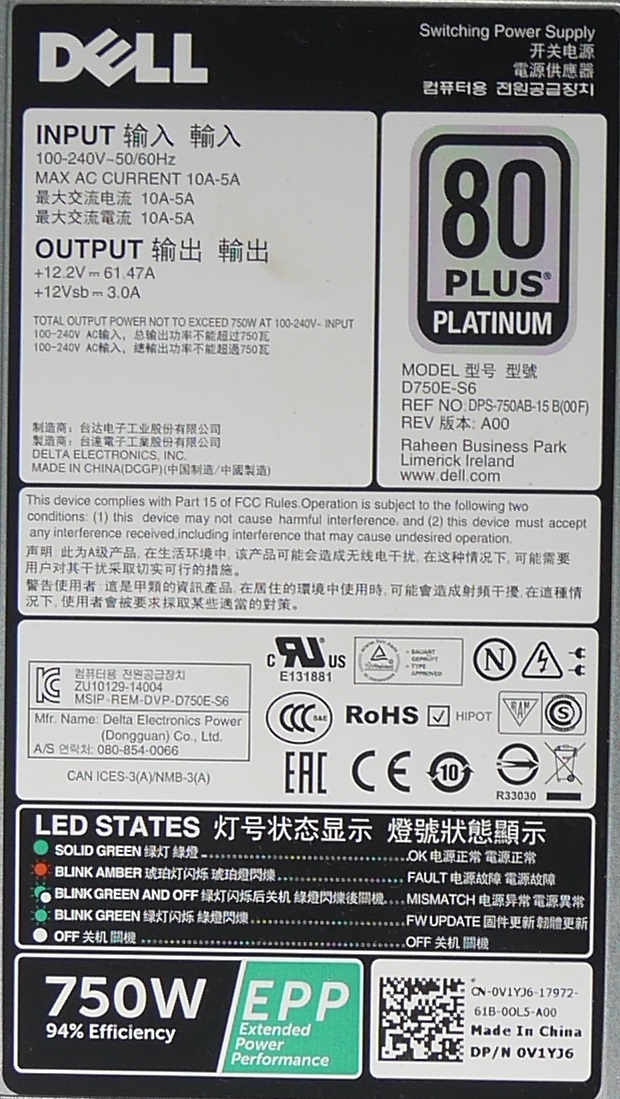 DELL
Switching Power Supply
开关电源
電源供應器
컴퓨터용 전원공급장치
INPUT 输入 輸入
100-240V~50/60Hz
MAX AC CURRENT 10A-5A
最大交流电流 10A-5A
最大交流電流 10A-5A
OUTPUT 输出 輸出
+12.2V⎓ 61.47A
+12Vsb⎓ 3.0A
TOTAL OUTPUT POWER NOT TO EXCEED 750W AT 100-240V~ INPUT
100-240V AC输入, 总输出功率不能超过750瓦
100-240V AC輸入, 總輸出功率不能超過750瓦
制造商: 台达电子工业股份有限公司
製造商: 台達電子工業股份有限公司
DELTA ELECTRONICS, INC.
MADE IN CHINA(DCGP)(中国制造/中國製造)
80
PLUS®
PLATINUM
MODEL 型号 型號
D750E-S6
REF NO: DPS-750AB-15 B(00F)
REV 版本: A00
Raheen Business Park
Limerick Ireland
www.dell.com
This device complies with Part 15 of FCC Rules.Operation is subject to the following two
conditions: (1) this device may not cause harmful interference, and (2) this device must accept
any interference received,including interference that may cause undesired operation.
声明: 此为A级产品, 在生活环境中, 该产品可能会造成无线电干扰, 在这种情况下, 可能需要
用户对其干扰采取切实可行的措施。
警告使用者: 這是甲類的資訊產品, 在居住的環境中使用時, 可能會造成射頻干擾, 在這種情
況下, 使用者會被要求採取某些適當的對策。
컴퓨터용 전원공급장치
ZU10129-14004
MSIP-REM-DVP-D750E-S6
Mfr. Name: Delta Electronics Power
(Dongguan) Co., Ltd.
A/S 연락처: 080-854-0066
CAN ICES-3(A)/NMB-3(A)
c RU US
E131881
BAUART
GEPRÜFT
TYPE
APPROVED
N
CCC S&E
RoHS
HIPOT
BAM
S
EAC
CE
10
R33030
LED STATES 灯号状态显示 燈號狀態顯示
SOLID GREEN 绿灯 綠燈 OK 电源正常 電源正常
BLINK AMBER 琥珀灯闪烁 琥珀燈閃爍 FAULT 电源故障 電源故障
BLINK GREEN AND OFF 绿灯闪烁后关机 綠燈閃爍後關機 MISMATCH 电源异常 電源異常
BLINK GREEN 绿灯闪烁 綠燈閃爍 FW UPDATE 固件更新 韌體更新
OFF 关机 關機 OFF 关机 關機
750W
94% Efficiency
EPP
Extended
Power
Performance
CN-0V1YJ6-17972-
61B-00L5-A00
Made In China
DP/N 0V1YJ6